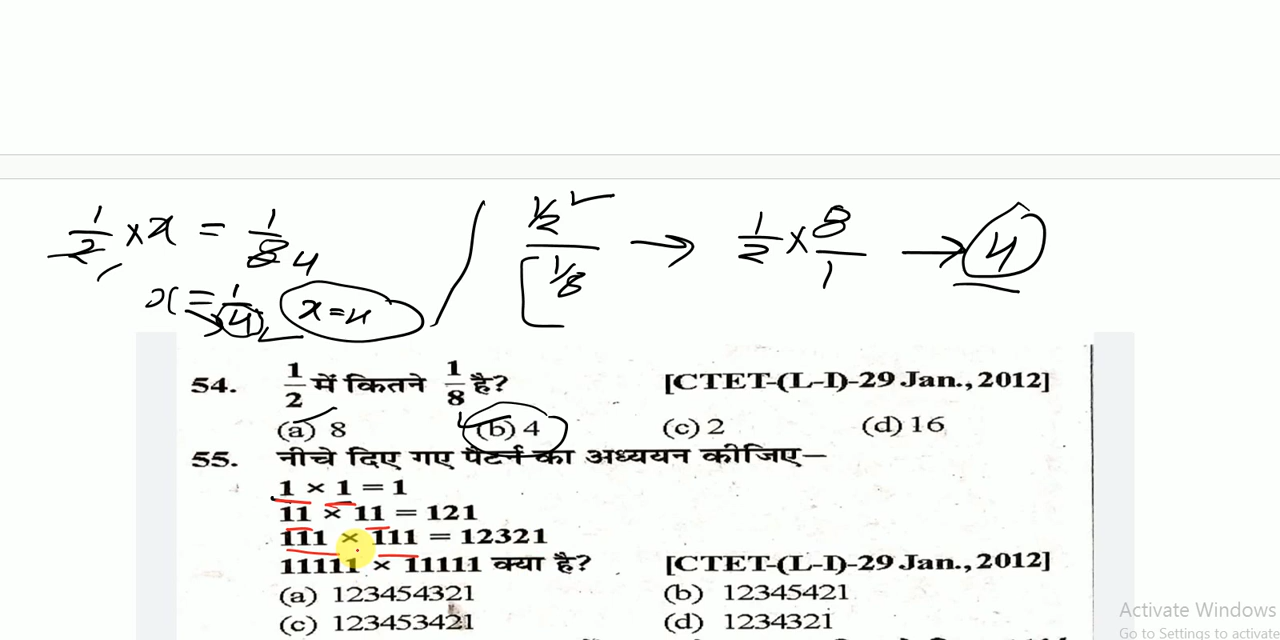 1/2 × x = 1/8 4
x = 1/4 x=4
1/2 / 1/8 → 1/2 × 8/1 → 4
54. 1/2 में कितने 1/8 है? [CTET-(L-I)-29 Jan., 2012]
(a) 8 (b) 4 (c) 2 (d) 16
55. नीचे दिए गए पैटर्न का अध्ययन कीजिए—
1 × 1 = 1
11 × 11 = 121
111 × 111 = 12321
11111 × 11111 क्या है? [CTET-(L-I)-29 Jan., 2012]
(a) 123454321 (b) 12345421
(c) 123453421 (d) 1234321
Activate Windows
Go to Settings to activate